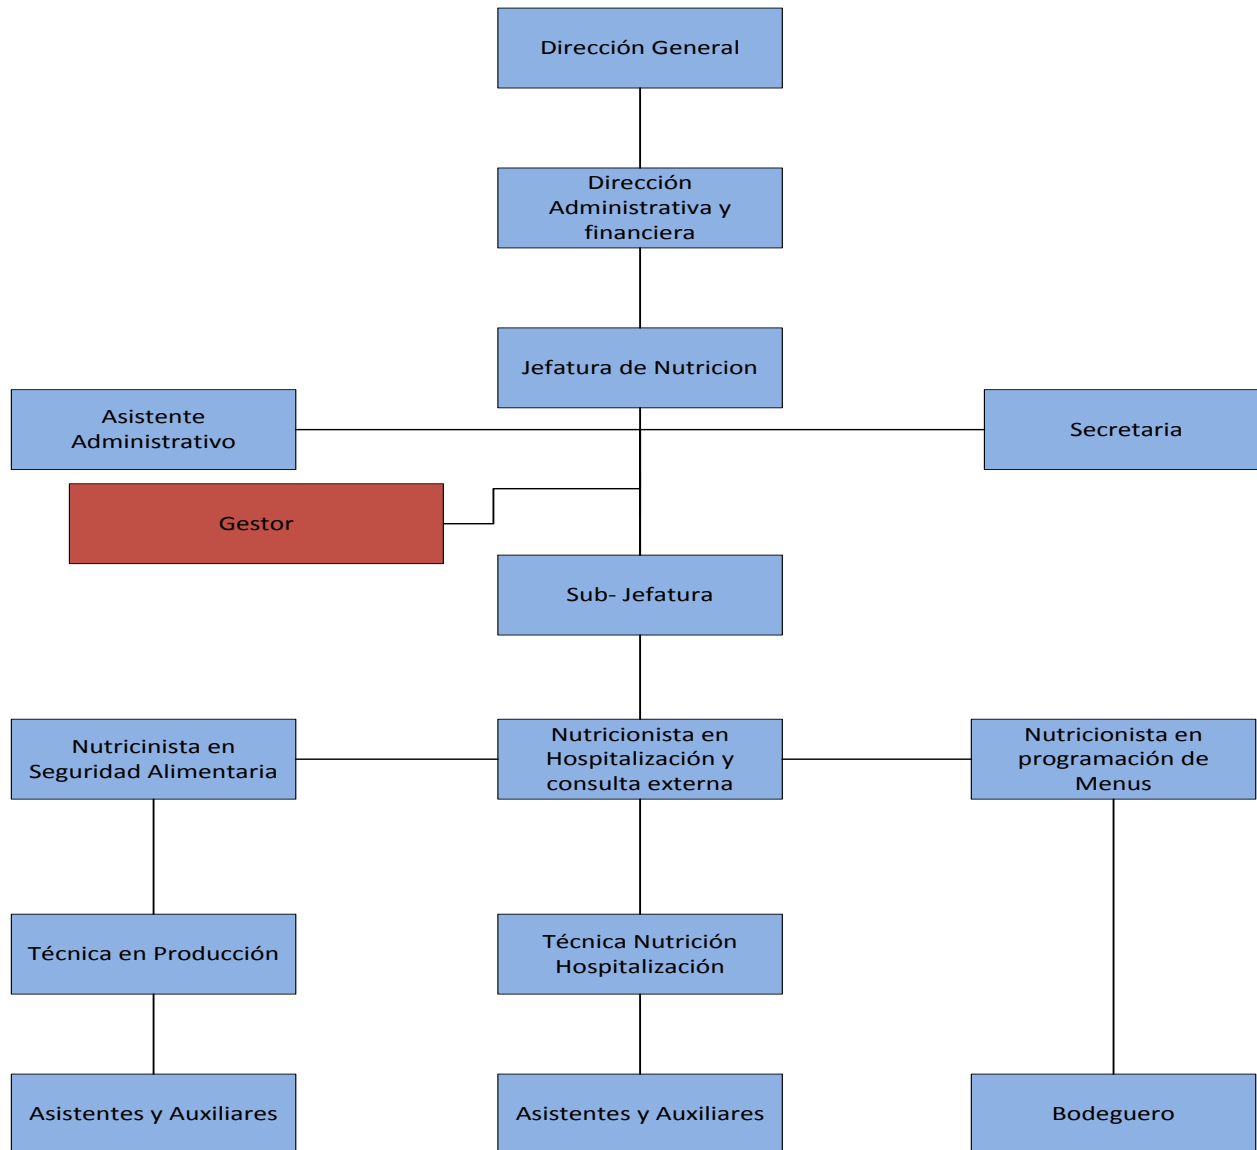 Dirección General
Dirección
Administrativa y
financiera
Jefatura de Nutricion
Asistente
Administrativo
Secretaria
Gestor
Sub- Jefatura
Nutricinista en
Seguridad Alimentaria
Nutricionista en
Hospitalización y
consulta externa
Nutricionista en
programación de
Menus
Técnica en Producción
Técnica Nutrición
Hospitalización
Asistentes y Auxiliares
Asistentes y Auxiliares
Bodeguero